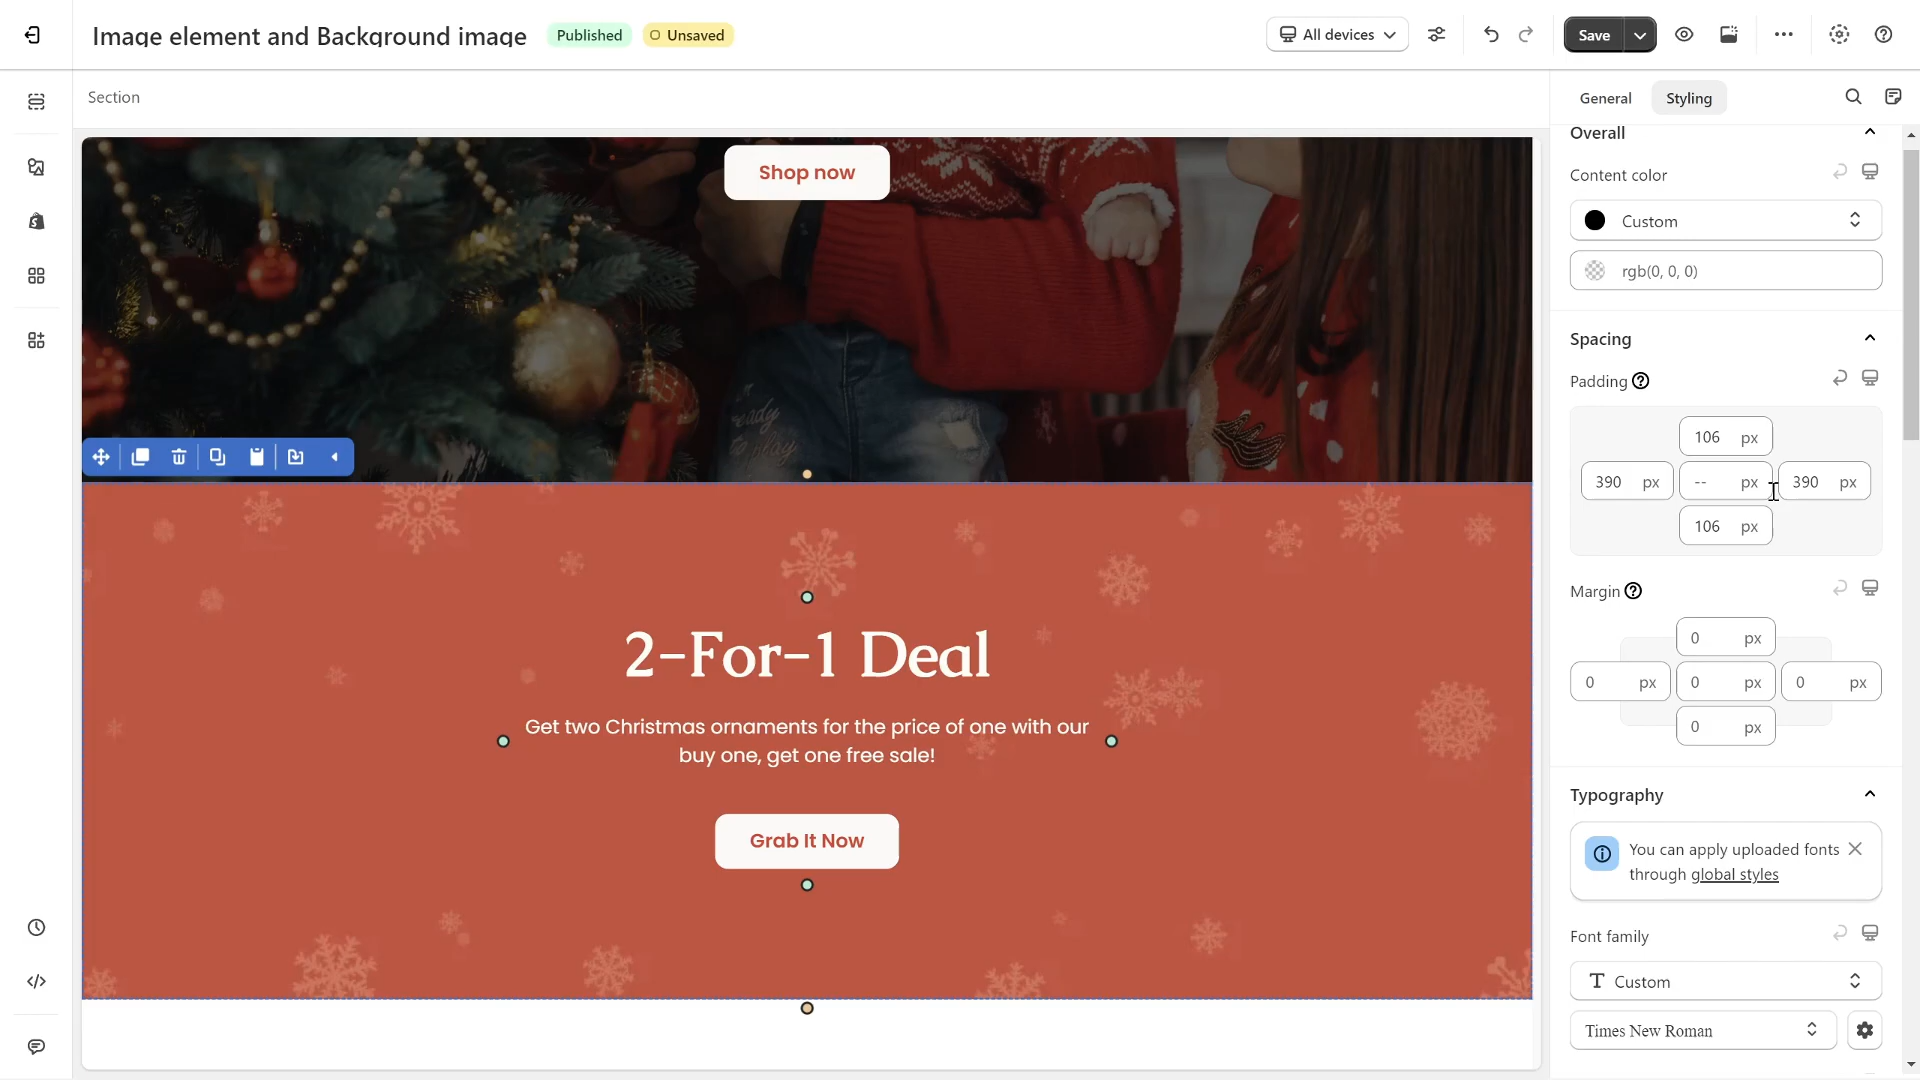 Image element and Background image
Published
Unsaved
All devices
Save
Section
General
Styling
Shop now
ready
to play
2-For-1 Deal
Get two Christmas ornaments for the price of one with our
buy one, get one free sale!
Grab It Now
Overall
Content color
Custom
rgb(0, 0, 0)
Spacing
Padding
106 px
390 px
-- px
390 px
106 px
Margin
0 px
0 px
0 px
0 px
0 px
Typography
You can apply uploaded fonts
through global styles
Font family
Custom
Times New Roman